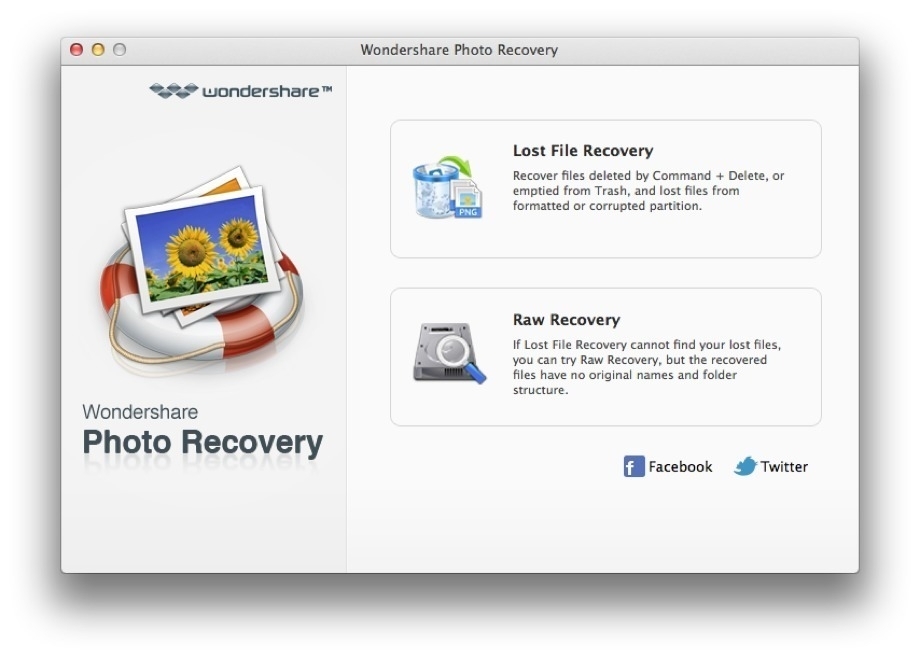 Wondershare Photo Recovery
wondershare™
Lost File Recovery
Recover files deleted by Command + Delete, or
emptied from Trash, and lost files from
formatted or corrupted partition.
PNG
Raw Recovery
If Lost File Recovery cannot find your lost files,
you can try Raw Recovery, but the recovered
files have no original names and folder
structure.
Wondershare
Photo Recovery
f Facebook
Twitter